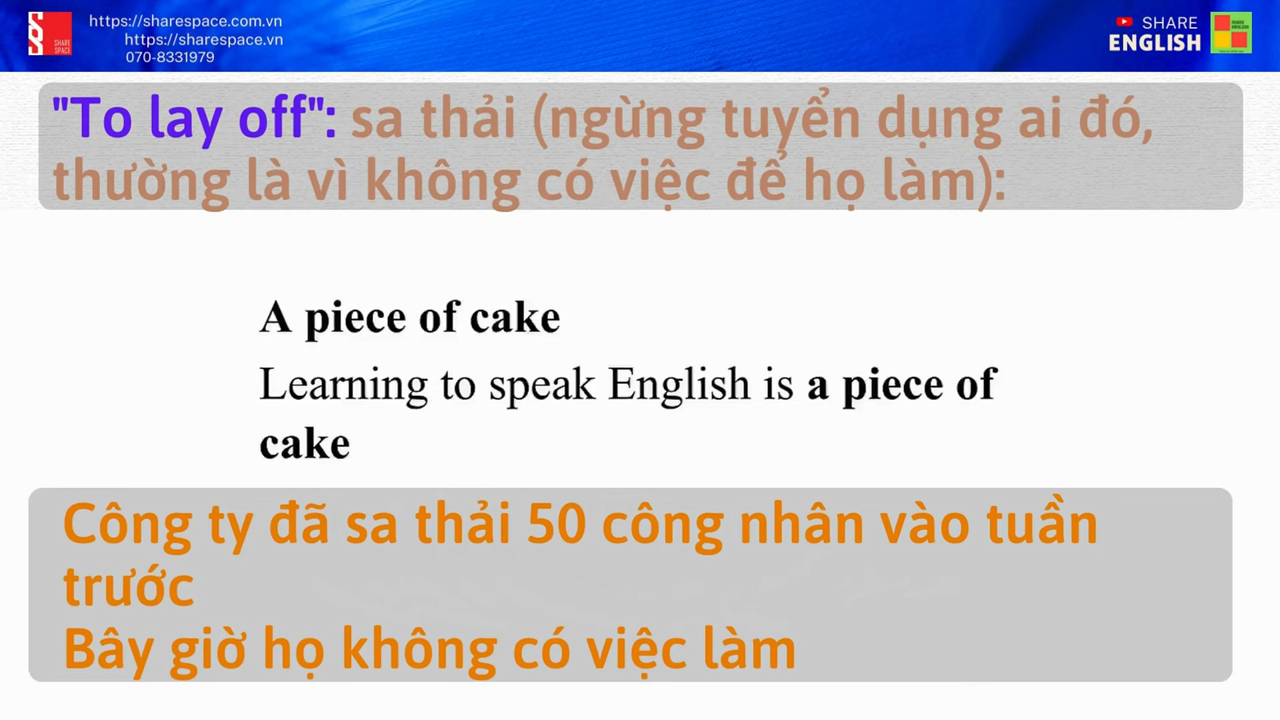 https://sharespace.com.vn
https://sharespace.vn
070-8331979
SHARE
SPACE
SHARE
ENGLISH
"To lay off": sa thải (ngừng tuyển dụng ai đó,
thường là vì không có việc để họ làm):
A piece of cake
Learning to speak English is a piece of
cake
Công ty đã sa thải 50 công nhân vào tuần
trước
Bây giờ họ không có việc làm